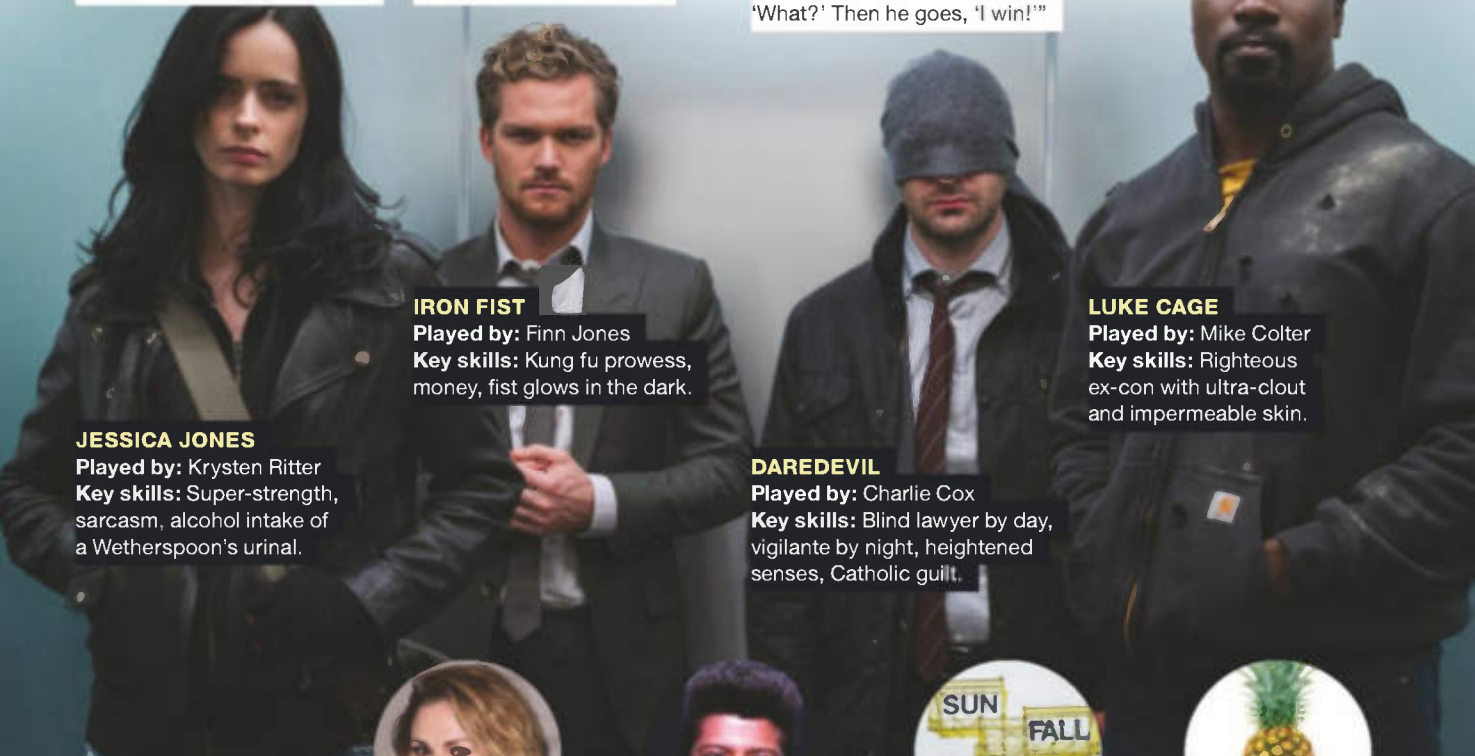 ‘What?’ Then he goes, ‘I win!’”
IRON FIST
Played by: Finn Jones
Key skills: Kung fu prowess,
money, fist glows in the dark.
LUKE CAGE
Played by: Mike Colter
Key skills: Righteous
ex-con with ultra-clout
and impermeable skin.
JESSICA JONES
Played by: Krysten Ritter
Key skills: Super-strength,
sarcasm, alcohol intake of
a Wetherspoon’s urinal.
DAREDEVIL
Played by: Charlie Cox
Key skills: Blind lawyer by day,
vigilante by night, heightened
senses, Catholic guilt.
SUN
FALL